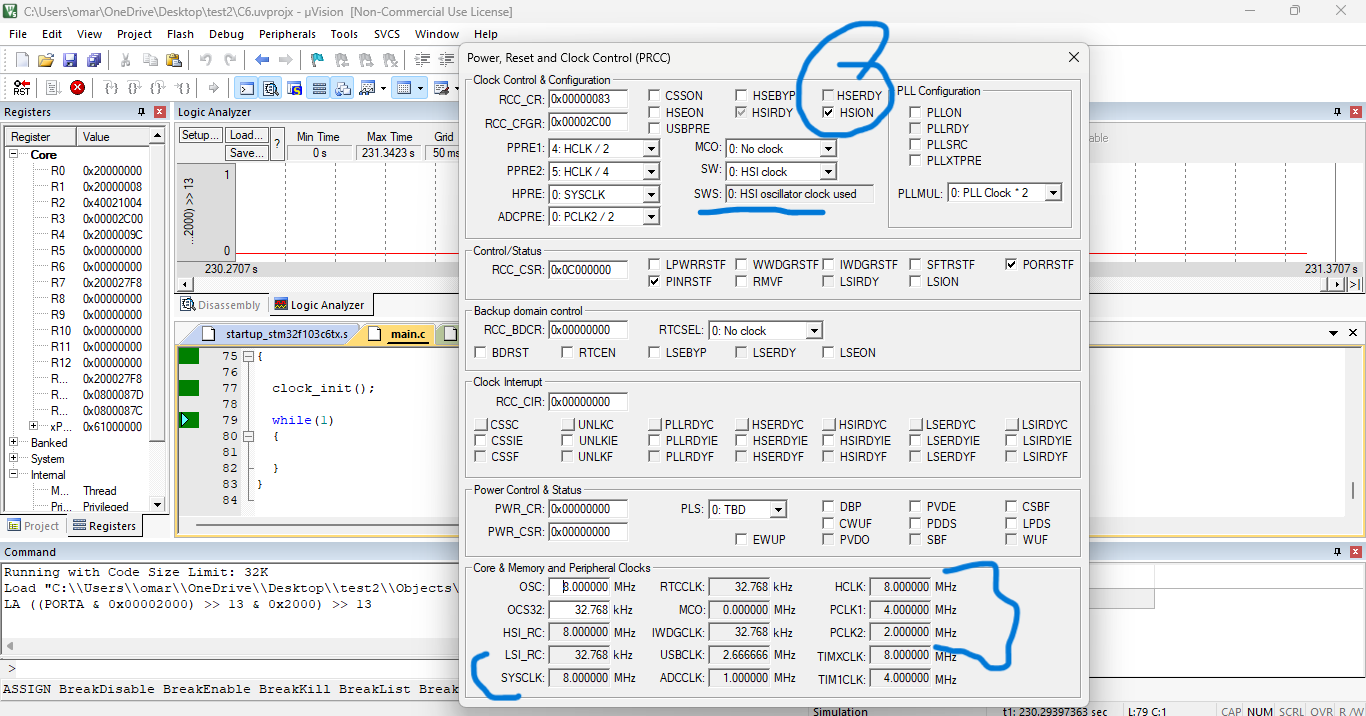 C:\Users\omar\OneDrive\Desktop\test2\C6.uvprojx - µVision [Non-Commercial Use License]
File Edit View Project Flash Debug Peripherals Tools SVCS Window Help
RST
Registers
Register Value
Core
R0 0x20000000
R1 0x20000008
R2 0x40021004
R3 0x00002C00
R4 0x2000009C
R5 0x00000000
R6 0x00000000
R7 0x200027F8
R8 0x00000000
R9 0x00000000
R10 0x00000000
R11 0x00000000
R12 0x00000000
R... 0x200027F8
R... 0x0800087D
R... 0x0800087C
xP... 0x61000000
Banked
System
Internal
M... Thread
Pri... Privileged
Project Registers
Logic Analyzer
Setup... Load... Save... ?
Min Time Max Time Grid
0 s 231.3423 s 50 ms
...2000) >> 13
1
0
230.2707 s
231.3707 s
able
Disassembly Logic Analyzer
startup_stm32f103c6tx.s main.c
75 {
76
77 clock_init();
78
79 while(1)
80 {
81
82 }
83 }
84
Power, Reset and Clock Control (PRCC)
Clock Control & Configuration
RCC_CR: 0x00000083 CSSON HSEBYP HSERDY
HSEON HSIRDY HSION
RCC_CFGR: 0x00002C00 USBPRE
PPRE1: 4: HCLK / 2 MCO: 0: No clock
PPRE2: 5: HCLK / 4 SW: 0: HSI clock
HPRE: 0: SYSCLK SWS: 0: HSI oscillator clock used
ADCPRE: 0: PCLK2 / 2
PLL Configuration
PLLON
PLLRDY
PLLSRC
PLLXTPRE
PLLMUL: 0: PLL Clock * 2
Control/Status
RCC_CSR: 0x0C000000 LPWRRSTF WWDGRSTF IWDGRSTF SFTRSTF PORRSTF
PINRSTF RMVF LSIRDY LSION
Backup domain control
RCC_BDCR: 0x00000000 RTCSEL: 0: No clock
BDRST RTCEN LSEBYP LSERDY LSEON
Clock Interrupt
RCC_CIR: 0x00000000
CSSC UNLKC PLLRDYC HSERDYC HSIRDYC LSERDYC LSIRDYC
CSSIE UNLKIE PLLRDYIE HSERDYIE HSIRDYIE LSERDYIE LSIRDYIE
CSSF UNLKF PLLRDYF HSERDYF HSIRDYF LSERDYF LSIRDYF
Power Control & Status
PWR_CR: 0x00000000 PLS: 0: TBD DBP PVDE CSBF
CWUF PDDS LPDS
PWR_CSR: 0x00000000 EWUP PVDO SBF WUF
Core & Memory and Peripheral Clocks
OSC: 8.000000 MHz RTCCLK: 32.768 kHz HCLK: 8.000000 MHz
OCS32: 32.768 kHz MCO: 0.000000 MHz PCLK1: 4.000000 MHz
HSI_RC: 8.000000 MHz IWDGCLK: 32.768 kHz PCLK2: 2.000000 MHz
LSI_RC: 32.768 kHz USBCLK: 2.666666 MHz TIMXCLK: 8.000000 MHz
SYSCLK: 8.000000 MHz ADCCLK: 1.000000 MHz TIM1CLK: 4.000000 MHz
Command
Running with Code Size Limit: 32K
Load "C:\\Users\\omar\\OneDrive\\Desktop\\test2\\Objects\
LA ((PORTA & 0x00002000) >> 13 & 0x2000) >> 13
>
ASSIGN BreakDisable BreakEnable BreakKill BreakList Break
Simulation t1: 230.29397363 sec L:79 C:1 CAP NUM SCRL OVR R /W